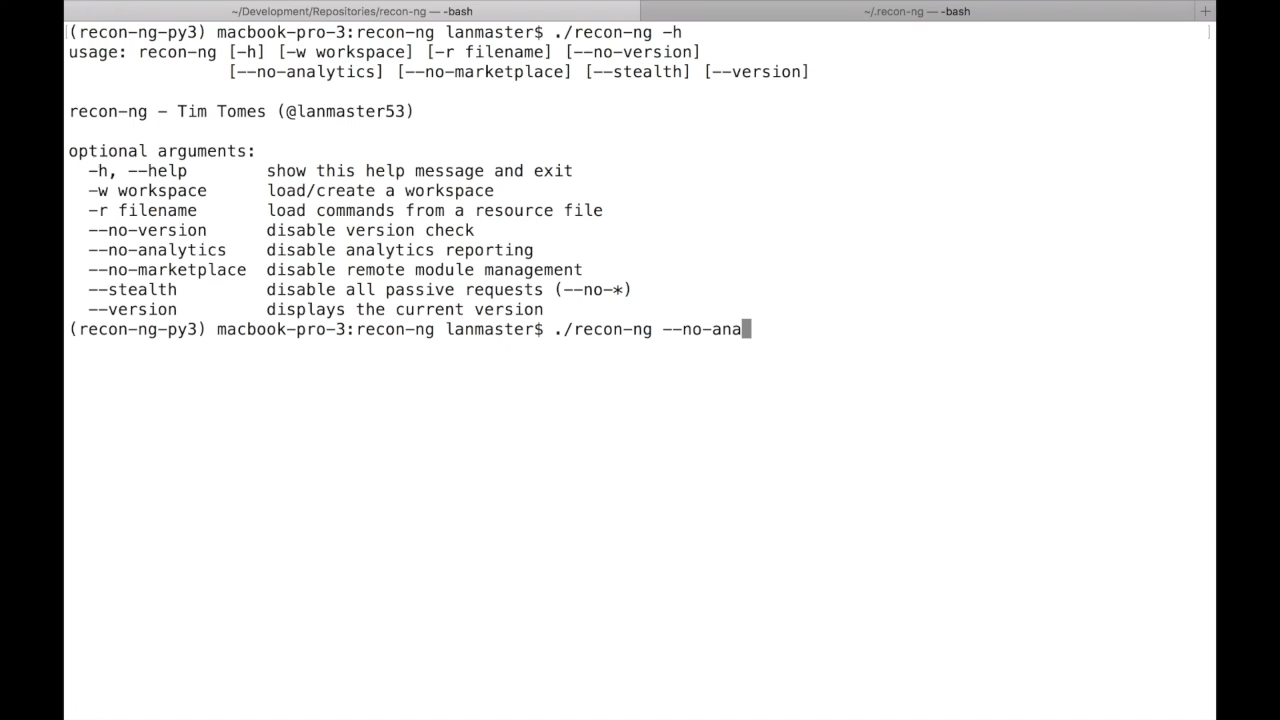 ~/Development/Repositories/recon-ng — -bash
~/.recon-ng — -bash
+
(recon-ng-py3) macbook-pro-3:recon-ng lanmaster$ ./recon-ng -h
usage: recon-ng [-h] [-w workspace] [-r filename] [--no-version]
[--no-analytics] [--no-marketplace] [--stealth] [--version]
recon-ng - Tim Tomes (@lanmaster53)
optional arguments:
-h, --help show this help message and exit
-w workspace load/create a workspace
-r filename load commands from a resource file
--no-version disable version check
--no-analytics disable analytics reporting
--no-marketplace disable remote module management
--stealth disable all passive requests (--no-*)
--version displays the current version
(recon-ng-py3) macbook-pro-3:recon-ng lanmaster$ ./recon-ng --no-ana